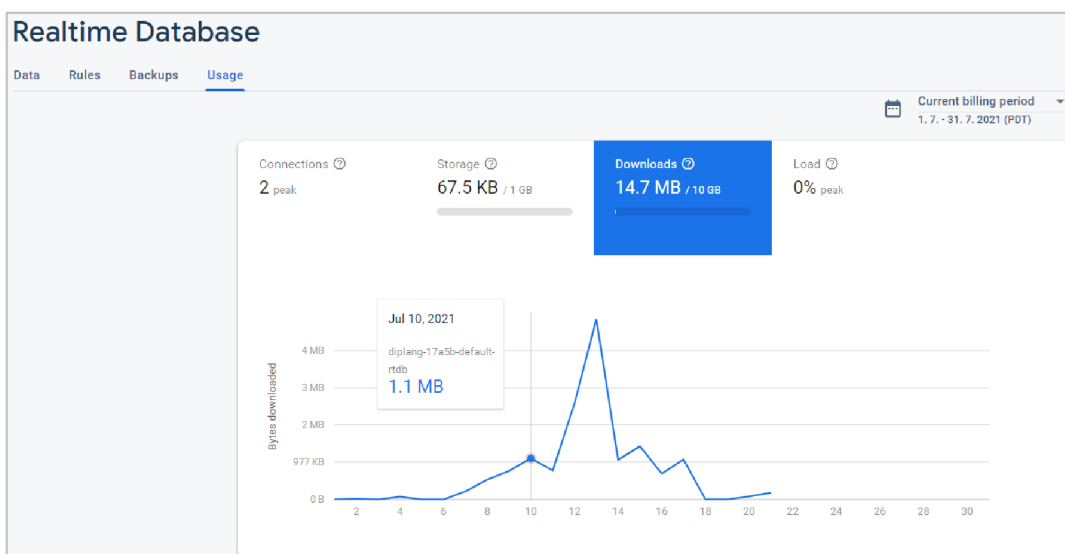 Realtime Database
Data Rules Backups Usage
Current billing period
1. 7. - 31. 7. 2021 (PDT)
Connections ?
2 peak
Storage ?
67.5 KB / 1 GB
Downloads ?
14.7 MB / 10 GB
Load ?
0% peak
Jul 10, 2021
diplang-17a5b-default-
rtdb
1.1 MB
Bytes downloaded
4 MB
3 MB
2 MB
977 KB
0 B
2 4 6 8 10 12 14 16 18 20 22 24 26 28 30